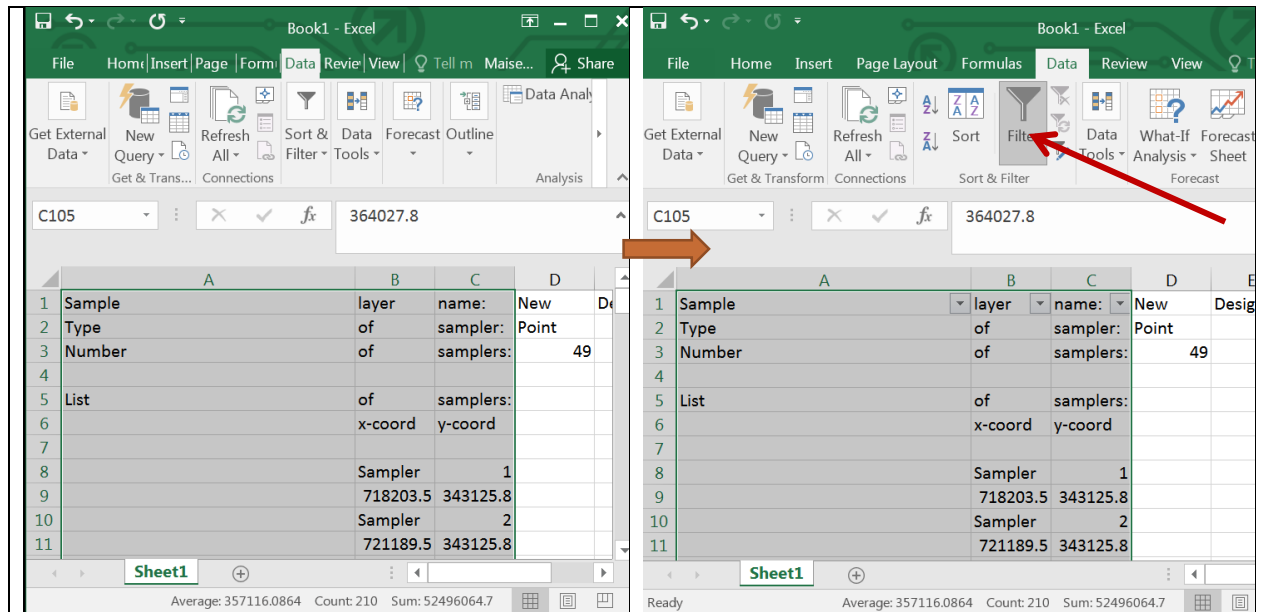 Book1 - Excel
File Home Insert Page Form Data Revie View Tell m Maise... Share
Get External Data
New Query
Refresh All
Sort & Filter
Data Tools
Forecast
Outline
Data Analy
Get & Trans... Connections Analysis
C105 fx 364027.8
A B C D
1 Sample layer name: New De
2 Type of sampler: Point
3 Number of samplers: 49
4
5 List of samplers:
6 x-coord y-coord
7
8 Sampler 1
9 718203.5 343125.8
10 Sampler 2
11 721189.5 343125.8
Sheet1
Average: 357116.0864 Count: 210 Sum: 52496064.7
Book1 - Excel
File Home Insert Page Layout Formulas Data Review View T
Get External Data
New Query
Refresh All
A Z
Z A
Z A A Z
Sort
Filte
Data Tools
What-If Analysis
Forecast Sheet
Get & Transform Connections Sort & Filter Forecast
C105 fx 364027.8
A B C D E
1 Sample layer name: New Desig
2 Type of sampler: Point
3 Number of samplers: 49
4
5 List of samplers:
6 x-coord y-coord
7
8 Sampler 1
9 718203.5 343125.8
10 Sampler 2
11 721189.5 343125.8
Sheet1
Ready Average: 357116.0864 Count: 210 Sum: 52496064.7